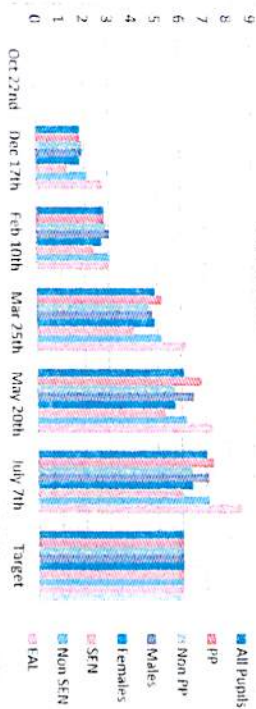 9
8
7
6
5
4
3
2
1
0
Oct 22nd
Dec 17th
Feb 10th
Mar 25th
May 20th
July 7th
Target
All Pupils
PP
Non PP
Males
Females
SEN
Non SEN
EAL